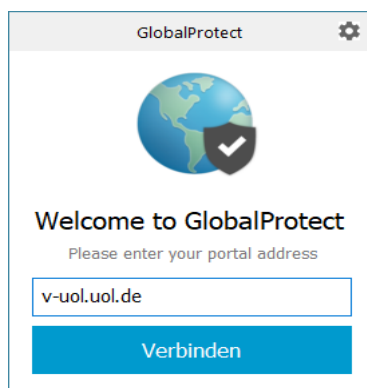 GlobalProtect
Welcome to GlobalProtect
Please enter your portal address
v-uol.uol.de
Verbinden